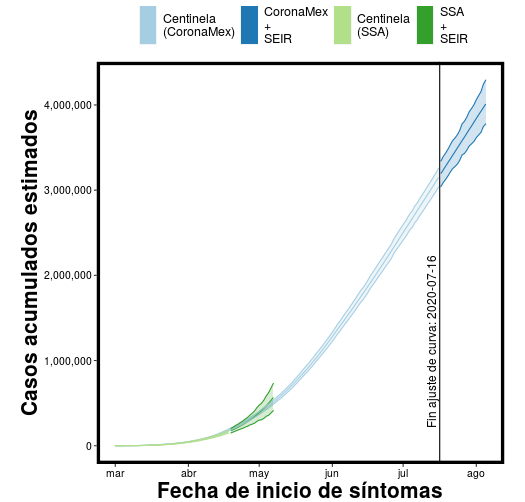 Centinela
(CoronaMex)
CoronaMex
+
SEIR
Centinela
(SSA)
SSA
+
SEIR
Casos acumulados estimados
4,000,000
3,000,000
2,000,000
1,000,000
0
Fin ajuste de curva: 2020-07-16
mar
abr
may
jun
jul
ago
Fecha de inicio de síntomas